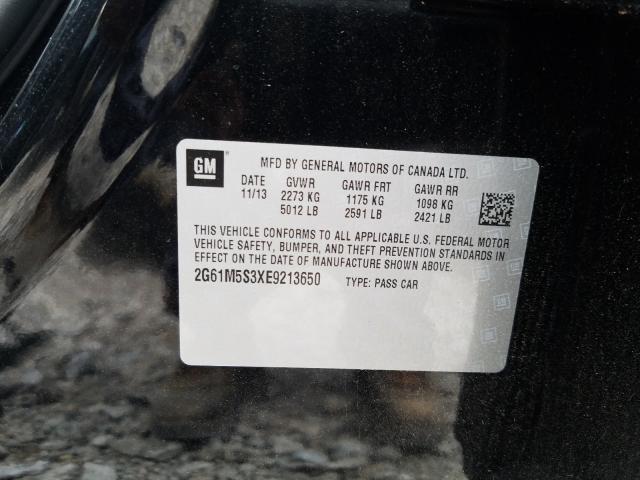 GM
MFD BY GENERAL MOTORS OF CANADA LTD.
DATE GVWR GAWR FRT GAWR RR
11/13 2273 KG 1175 KG 1098 KG
5012 LB 2591 LB 2421 LB
THIS VEHICLE CONFORMS TO ALL APPLICABLE U.S. FEDERAL MOTOR
VEHICLE SAFETY, BUMPER, AND THEFT PREVENTION STANDARDS IN
EFFECT ON THE DATE OF MANUFACTURE SHOWN ABOVE.
2G61M5S3XE9213650 TYPE: PASS CAR